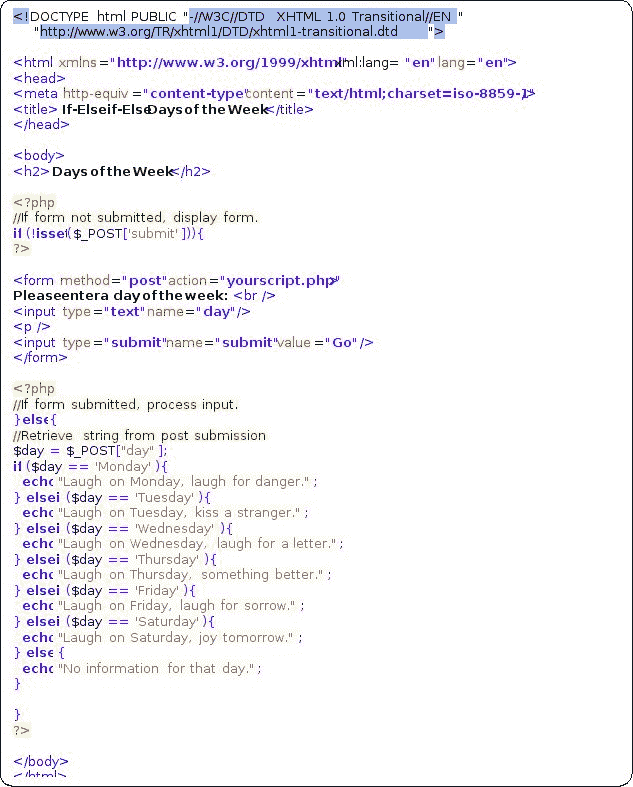 <!DOCTYPE html PUBLIC "-//W3C//DTD XHTML 1.0 Transitional//EN "
"http://www.w3.org/TR/xhtml1/DTD/xhtml1-transitional.dtd ">
<html xmlns="http://www.w3.org/1999/xhtml" xml:lang="en" lang="en">
<head>
<meta http-equiv="content-type" content="text/html;charset=iso-8859-1">
<title> If-Elseif-Else Days of the Week</title>
</head>
<body>
<h2> Days of the Week</h2>
<?php
//If form not submitted, display form.
if (!isset($_POST['submit' ])){
?>
<form method="post" action="yourscript.php">
Please enter a day of the week: <br />
<input type="text" name="day"/>
<p />
<input type="submit" name="submit" value="Go"/>
</form>
<?php
//If form submitted, process input.
}else{
//Retrieve string from post submission
$day = $_POST["day" ];
if ($day == 'Monday' ){
echo "Laugh on Monday, laugh for danger." ;
} elsei ($day == 'Tuesday' ){
echo "Laugh on Tuesday, kiss a stranger." ;
} elsei ($day == 'Wednesday' ){
echo "Laugh on Wednesday, laugh for a letter." ;
} elsei ($day == 'Thursday' ){
echo "Laugh on Thursday, something better." ;
} elsei ($day == 'Friday' ){
echo "Laugh on Friday, laugh for sorrow." ;
} elsei ($day == 'Saturday' ){
echo "Laugh on Saturday, joy tomorrow." ;
} else {
echo "No information for that day." ;
}
}
?>
</body>
</html>